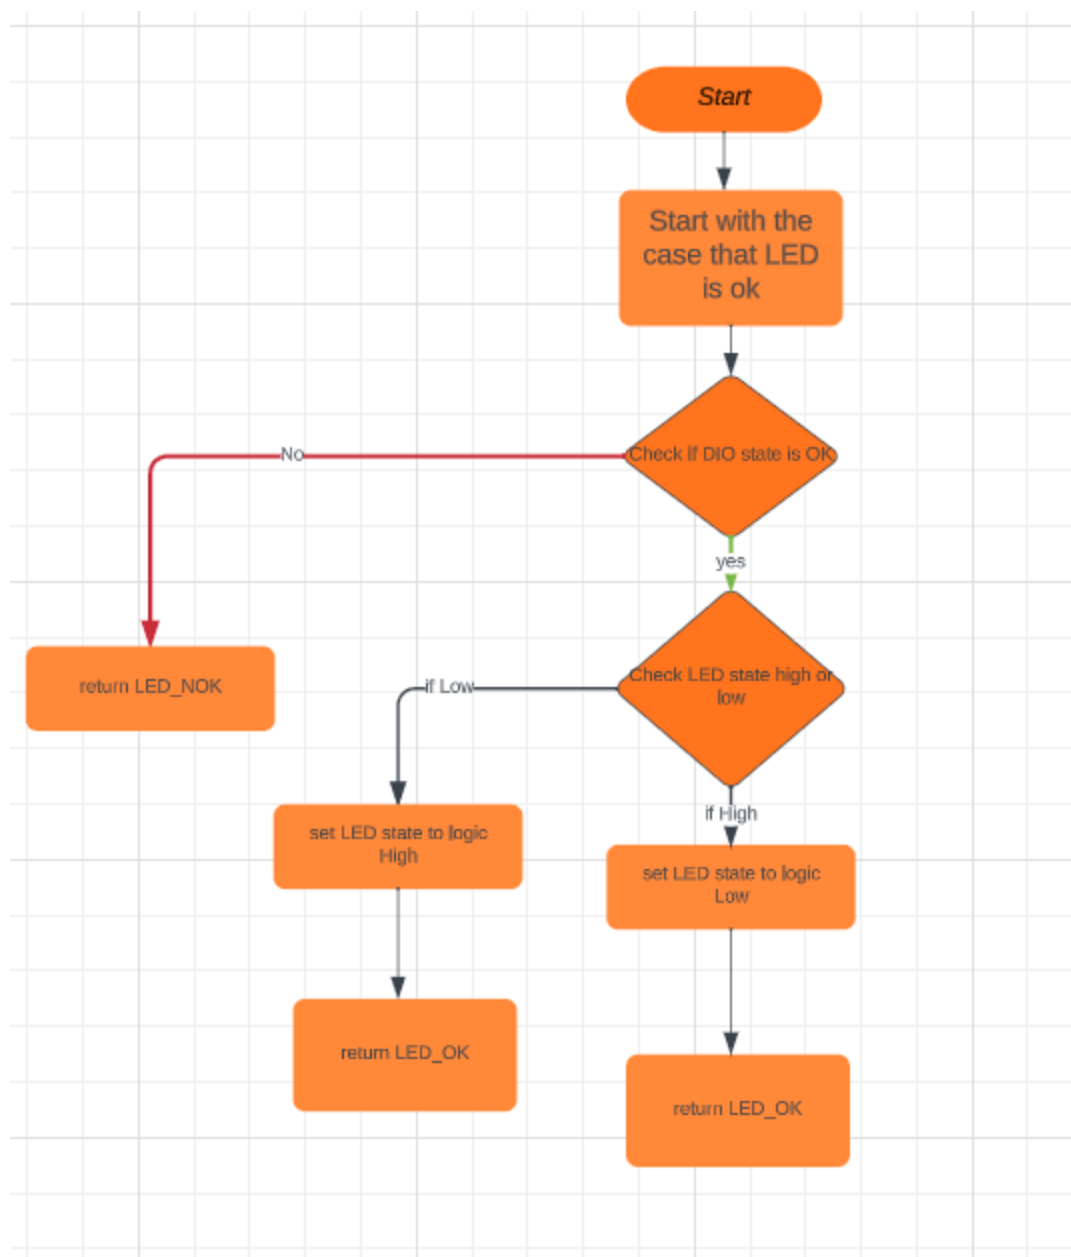 Start
Start with the
case that LED
is ok
Check if DIO state is OK
No
yes
return LED_NOK
Check LED state high or
low
if Low
if High
set LED state to logic
High
set LED state to logic
Low
return LED_OK
return LED_OK